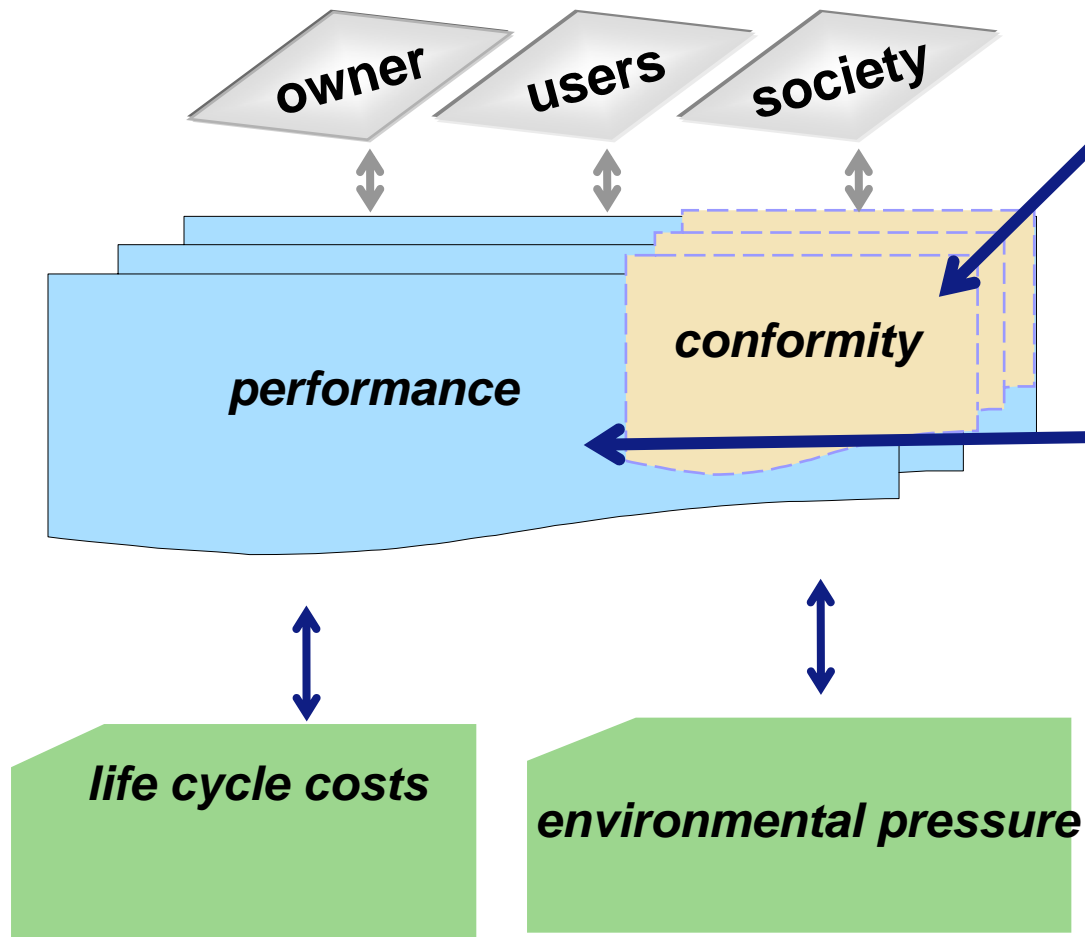 owner
users
society
conformity
performance
life cycle costs
environmental pressure